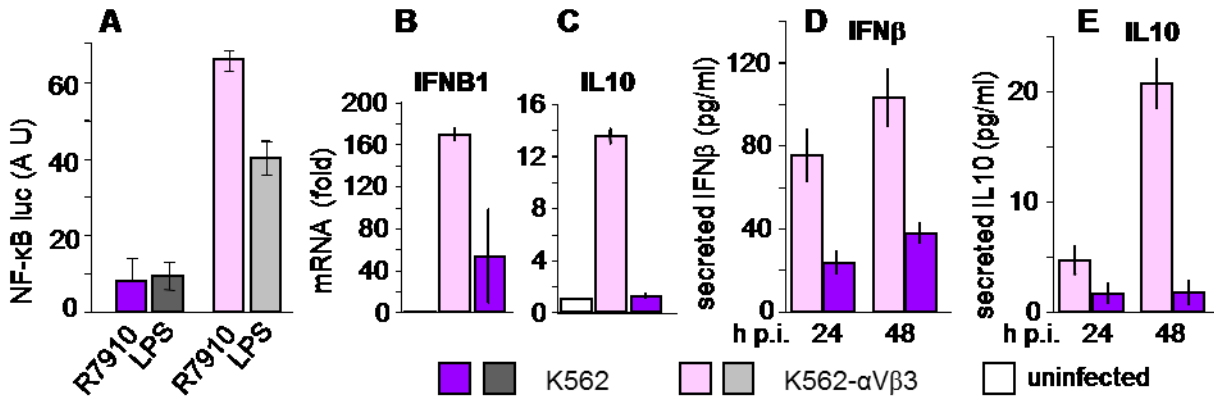 A
NF-κB luc (A U)
60
40
20
0
R7910
LPS
R7910
LPS
B
IFNB1
mRNA (fold)
200
160
120
80
40
0
C
IL10
16
14
12
4
2
0
D
IFNβ
secreted IFNβ (pg/ml)
120
80
40
0
h p.i.
24
48
E
IL10
secreted IL10 (pg/ml)
20
10
0
h p.i.
24
48
K562
K562-αVβ3
uninfected